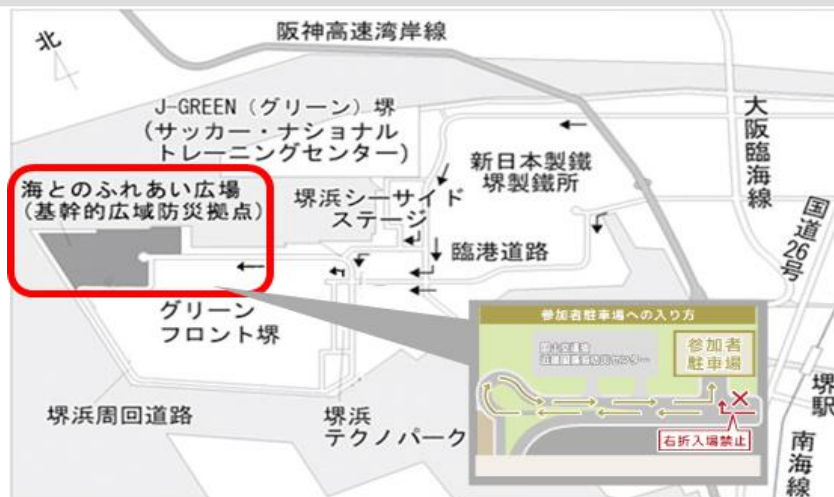 北
阪神高速湾岸線
J-GREEN(グリーン)堺
(サッカー・ナショナル
トレーニングセンター)
大阪臨海線
新日本製鐵
堺製鐵所
国道26号
海とのふれあい広場
(基幹的広域防災拠点)
堺浜シーサイド
ステージ
臨港道路
グリーン
フロント堺
参加者駐車場への入り方
参加者
駐車場
右折入場禁止
堺駅
南海線
堺浜周回道路
堺浜
テクノパーク